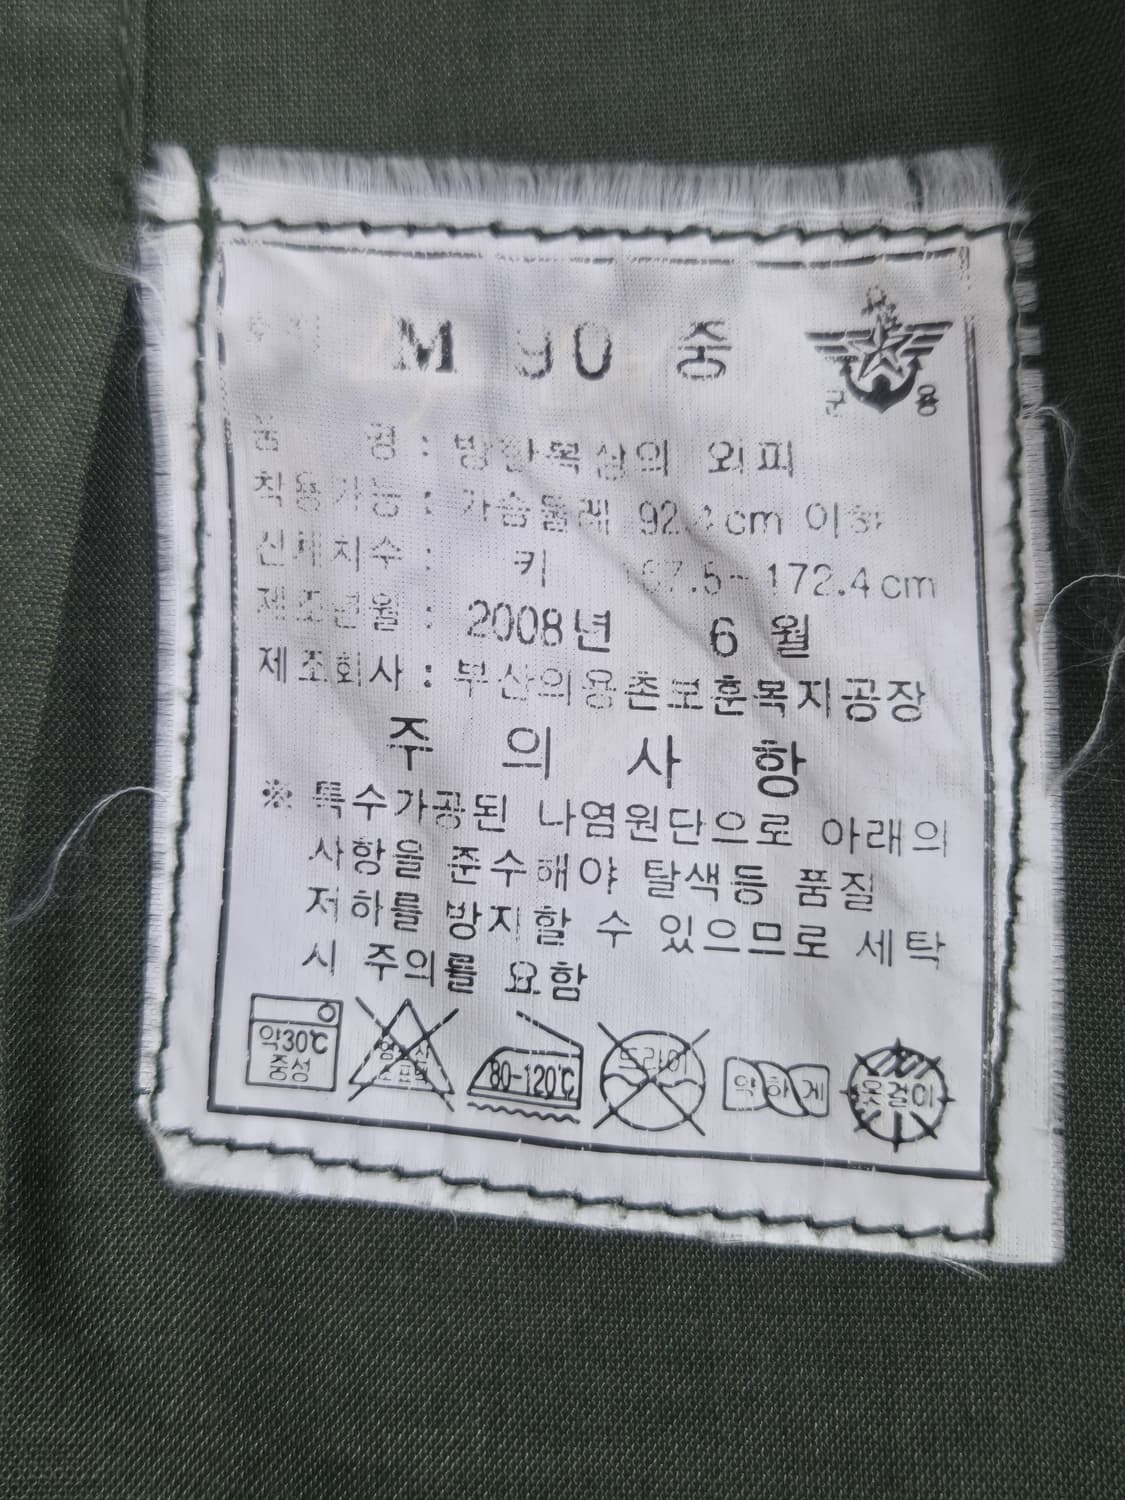 M 90 중
군 용
품 명 : 방한복상의 외피
착용가능 : 가슴둘레 92. cm 이하
신체치수 : 키 67.5~172.4cm
제조년월 : 2008년 6 월
제조회사 : 부산의용촌보훈복지공장
주 의 사 항
※ 특수가공된 나염원단으로 아래의
사항을 준수해야 탈색등 품질
저하를 방지할 수 있으므로 세탁
시 주의를 요함
약30℃ 중성
80-120℃
드라이
약하게
옷걸이